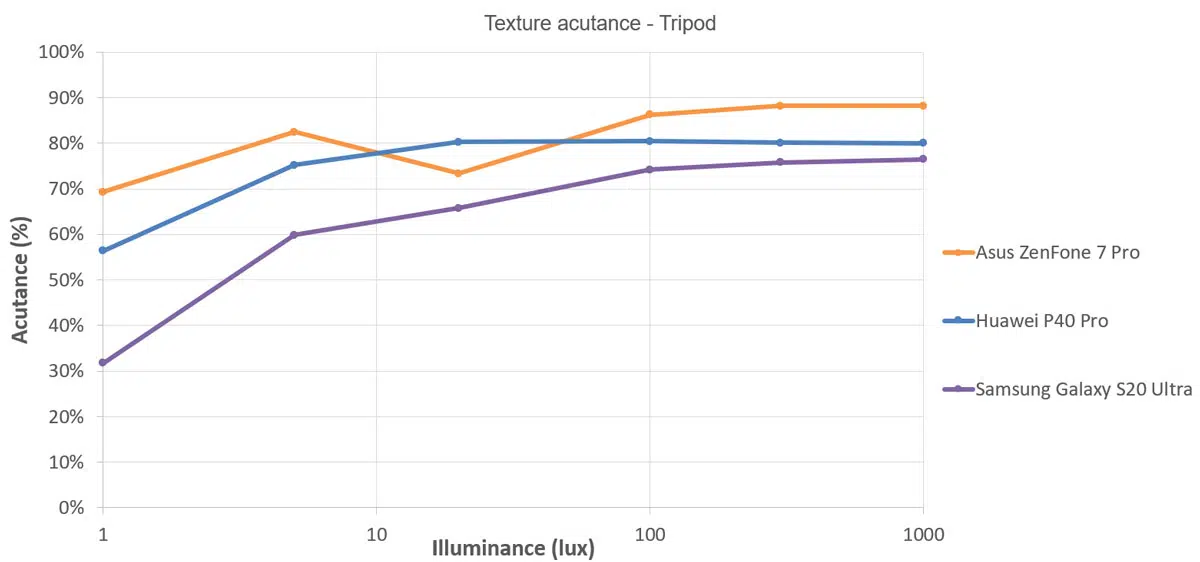 Texture acutance - Tripod
100%
90%
80%
70%
60%
50%
40%
30%
20%
10%
0%
Acutance (%)
1
10
100
1000
Illuminance (lux)
Asus ZenFone 7 Pro
Huawei P40 Pro
Samsung Galaxy S20 Ultra